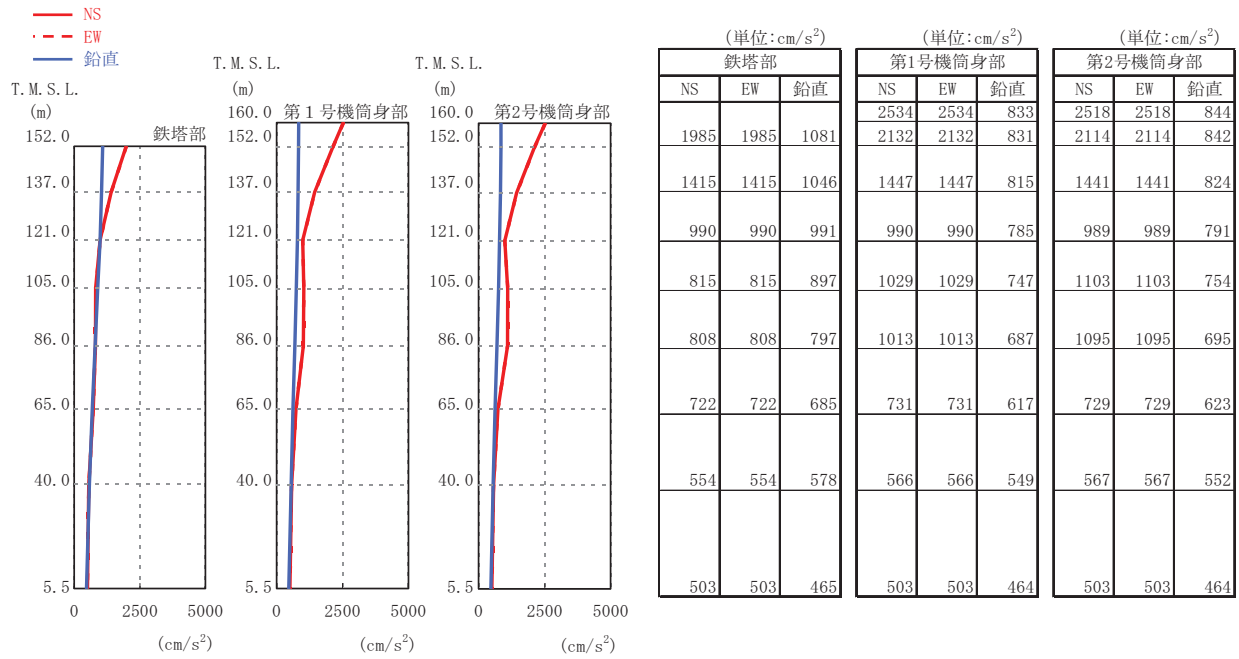 NS
EW
鉛直
T.M.S.L.
(m)
鉄塔部
152.0
137.0
121.0
105.0
86.0
65.0
40.0
5.5
0 2500 5000
(cm/s²)
T.M.S.L.
(m)
第1号機筒身部
160.0
152.0
137.0
121.0
105.0
86.0
65.0
40.0
5.5
0 2500 5000
(cm/s²)
T.M.S.L.
(m)
第2号機筒身部
160.0
152.0
137.0
121.0
105.0
86.0
65.0
40.0
5.5
0 2500 5000
(cm/s²)
(単位:cm/s²)
鉄塔部
NS EW 鉛直
1985 1985 1081
1415 1415 1046
990 990 991
815 815 897
808 808 797
722 722 685
554 554 578
503 503 465
(単位:cm/s²)
第1号機筒身部
NS EW 鉛直
2534 2534 833
2132 2132 831
1447 1447 815
990 990 785
1029 1029 747
1013 1013 687
731 731 617
566 566 549
503 503 464
(単位:cm/s²)
第2号機筒身部
NS EW 鉛直
2518 2518 844
2114 2114 842
1441 1441 824
989 989 791
1103 1103 754
1095 1095 695
729 729 623
567 567 552
503 503 464